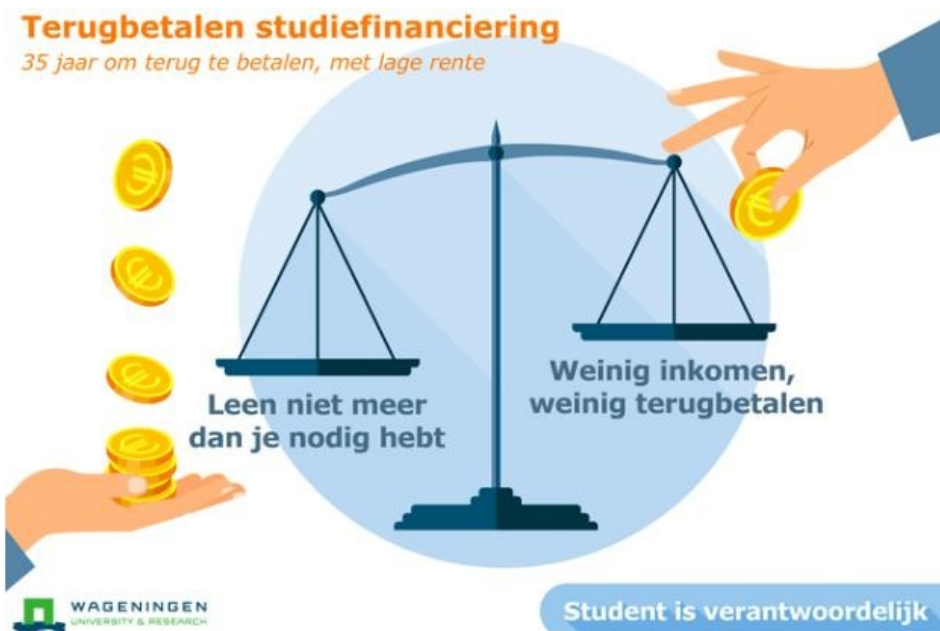 Terugbetalen studiefinanciering
35 jaar om terug te betalen, met lage rente
Leen niet meer
dan je nodig hebt
Weinig inkomen,
weinig terugbetalen
WAGENINGEN
UNIVERSITY & RESEARCH
Student is verantwoordelijk